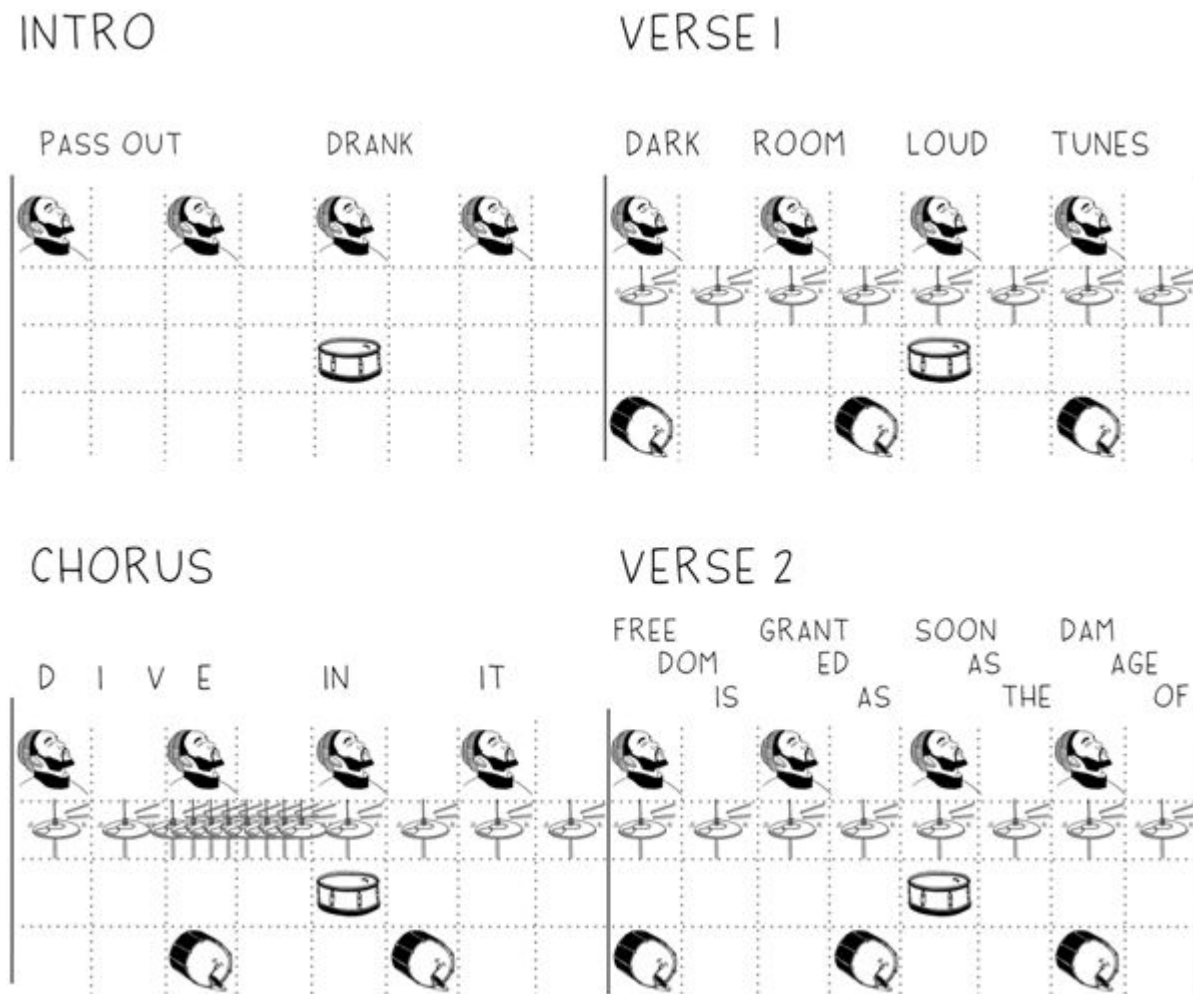 INTRO
PASS OUT DRANK
VERSE 1
DARK ROOM LOUD TUNES
CHORUS
D I V E IN IT
VERSE 2
FREE GRANT SOON DAM
DOM ED AS AGE
IS AS THE OF